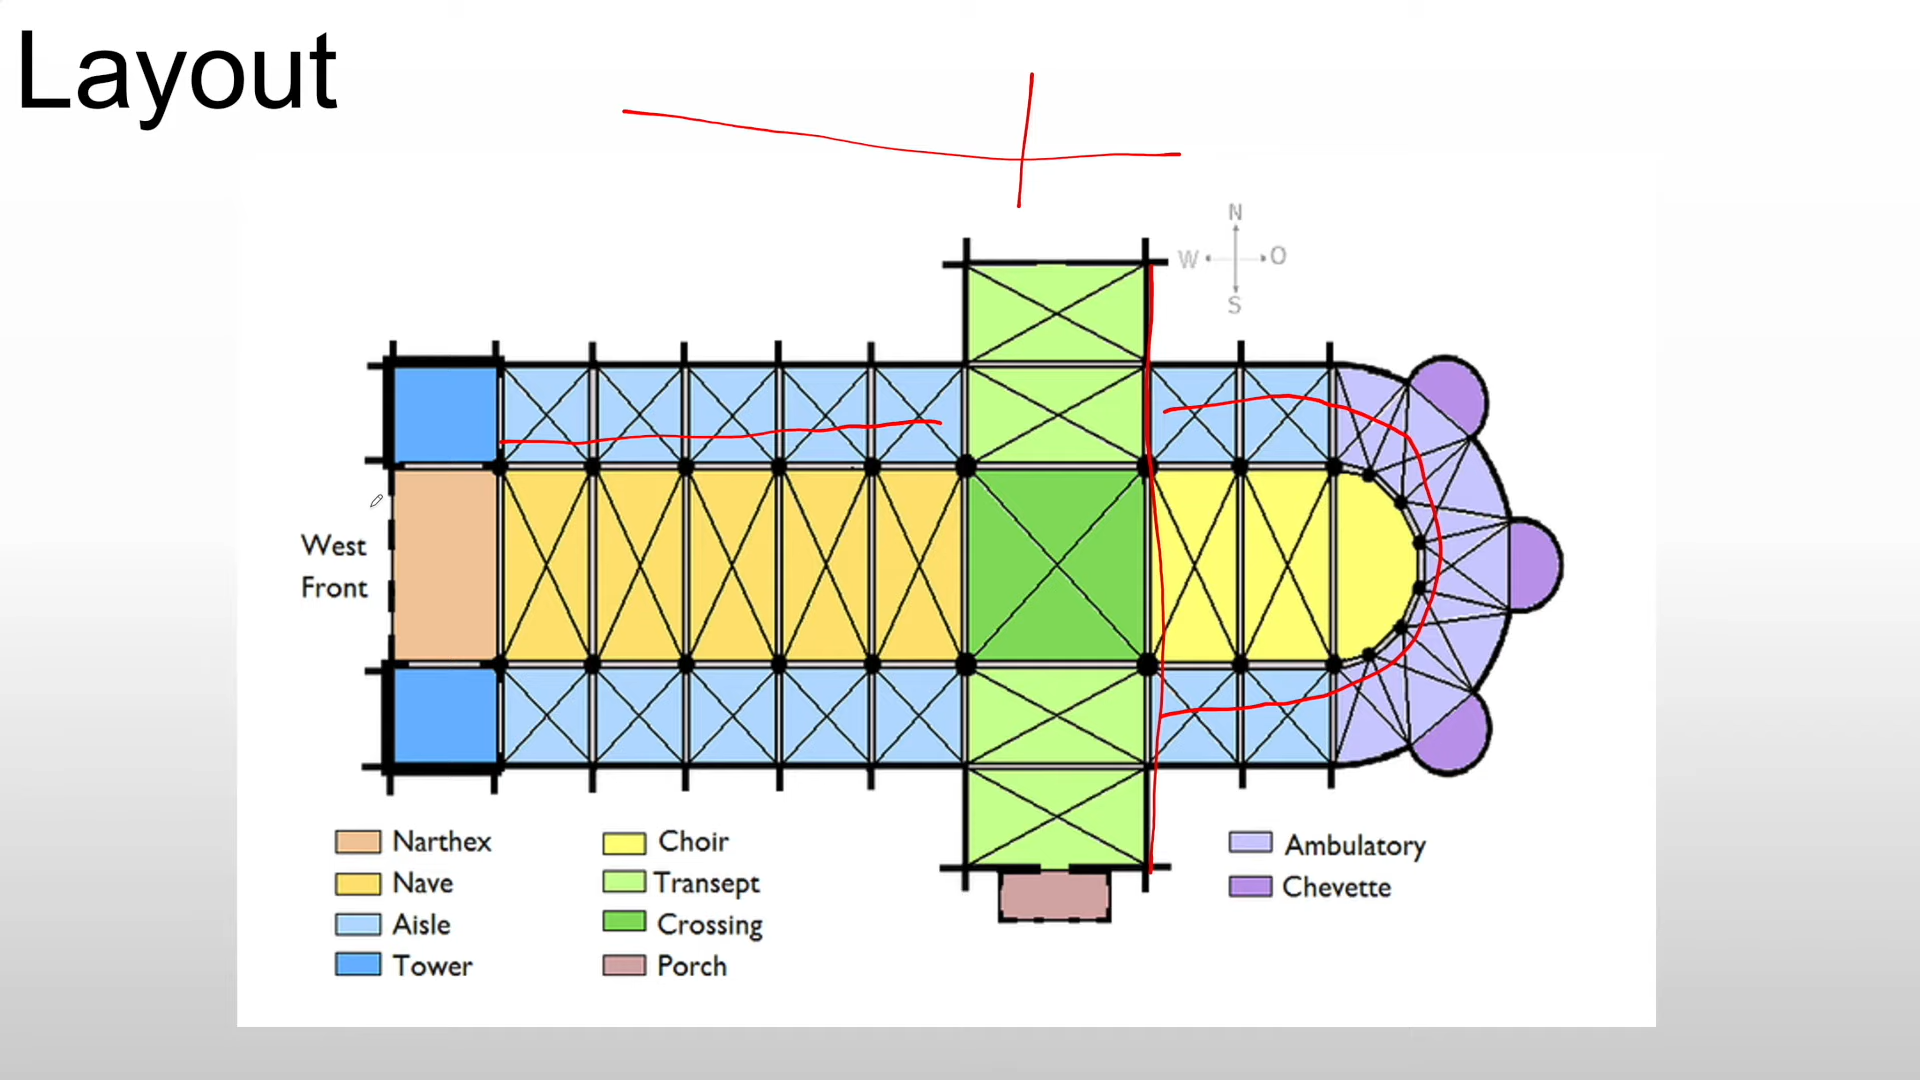 Layout
N
W O
S
West
Front
Narthex
Nave
Aisle
Tower
Choir
Transept
Crossing
Porch
Ambulatory
Chevette